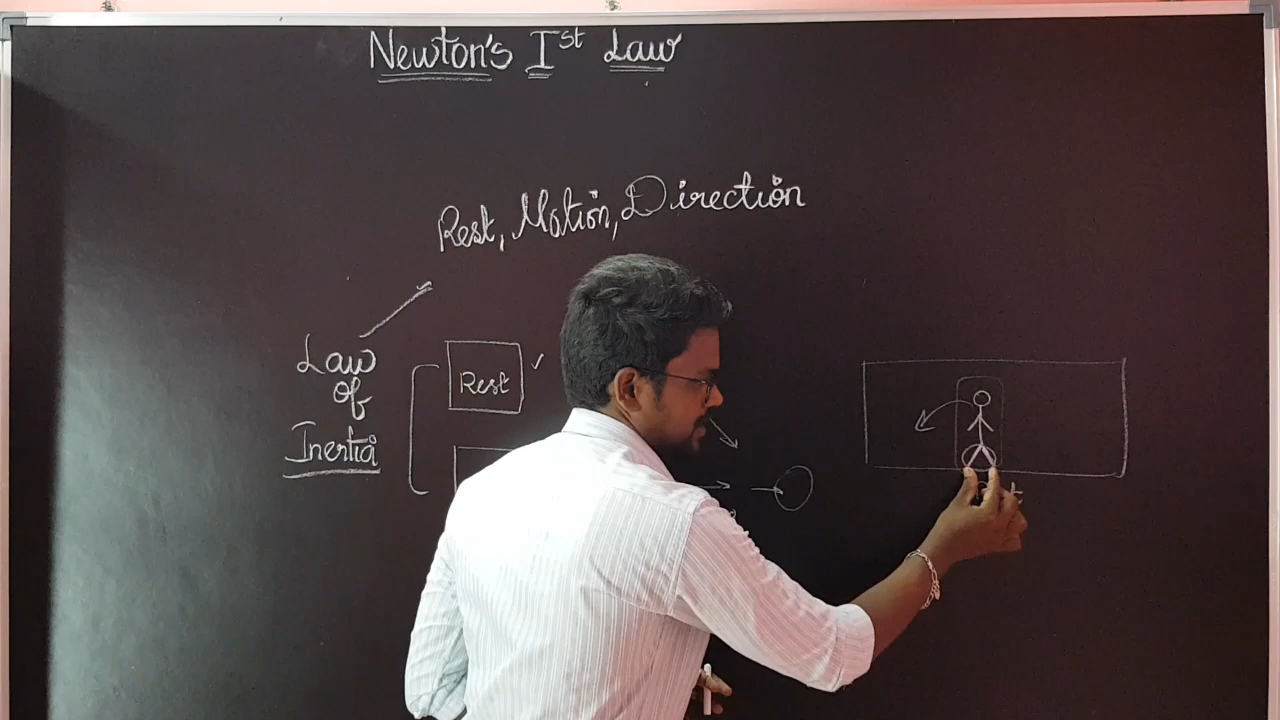 Newton's Ist Law
Rest, Motion, Direction
Law
of
Inertia
Rest